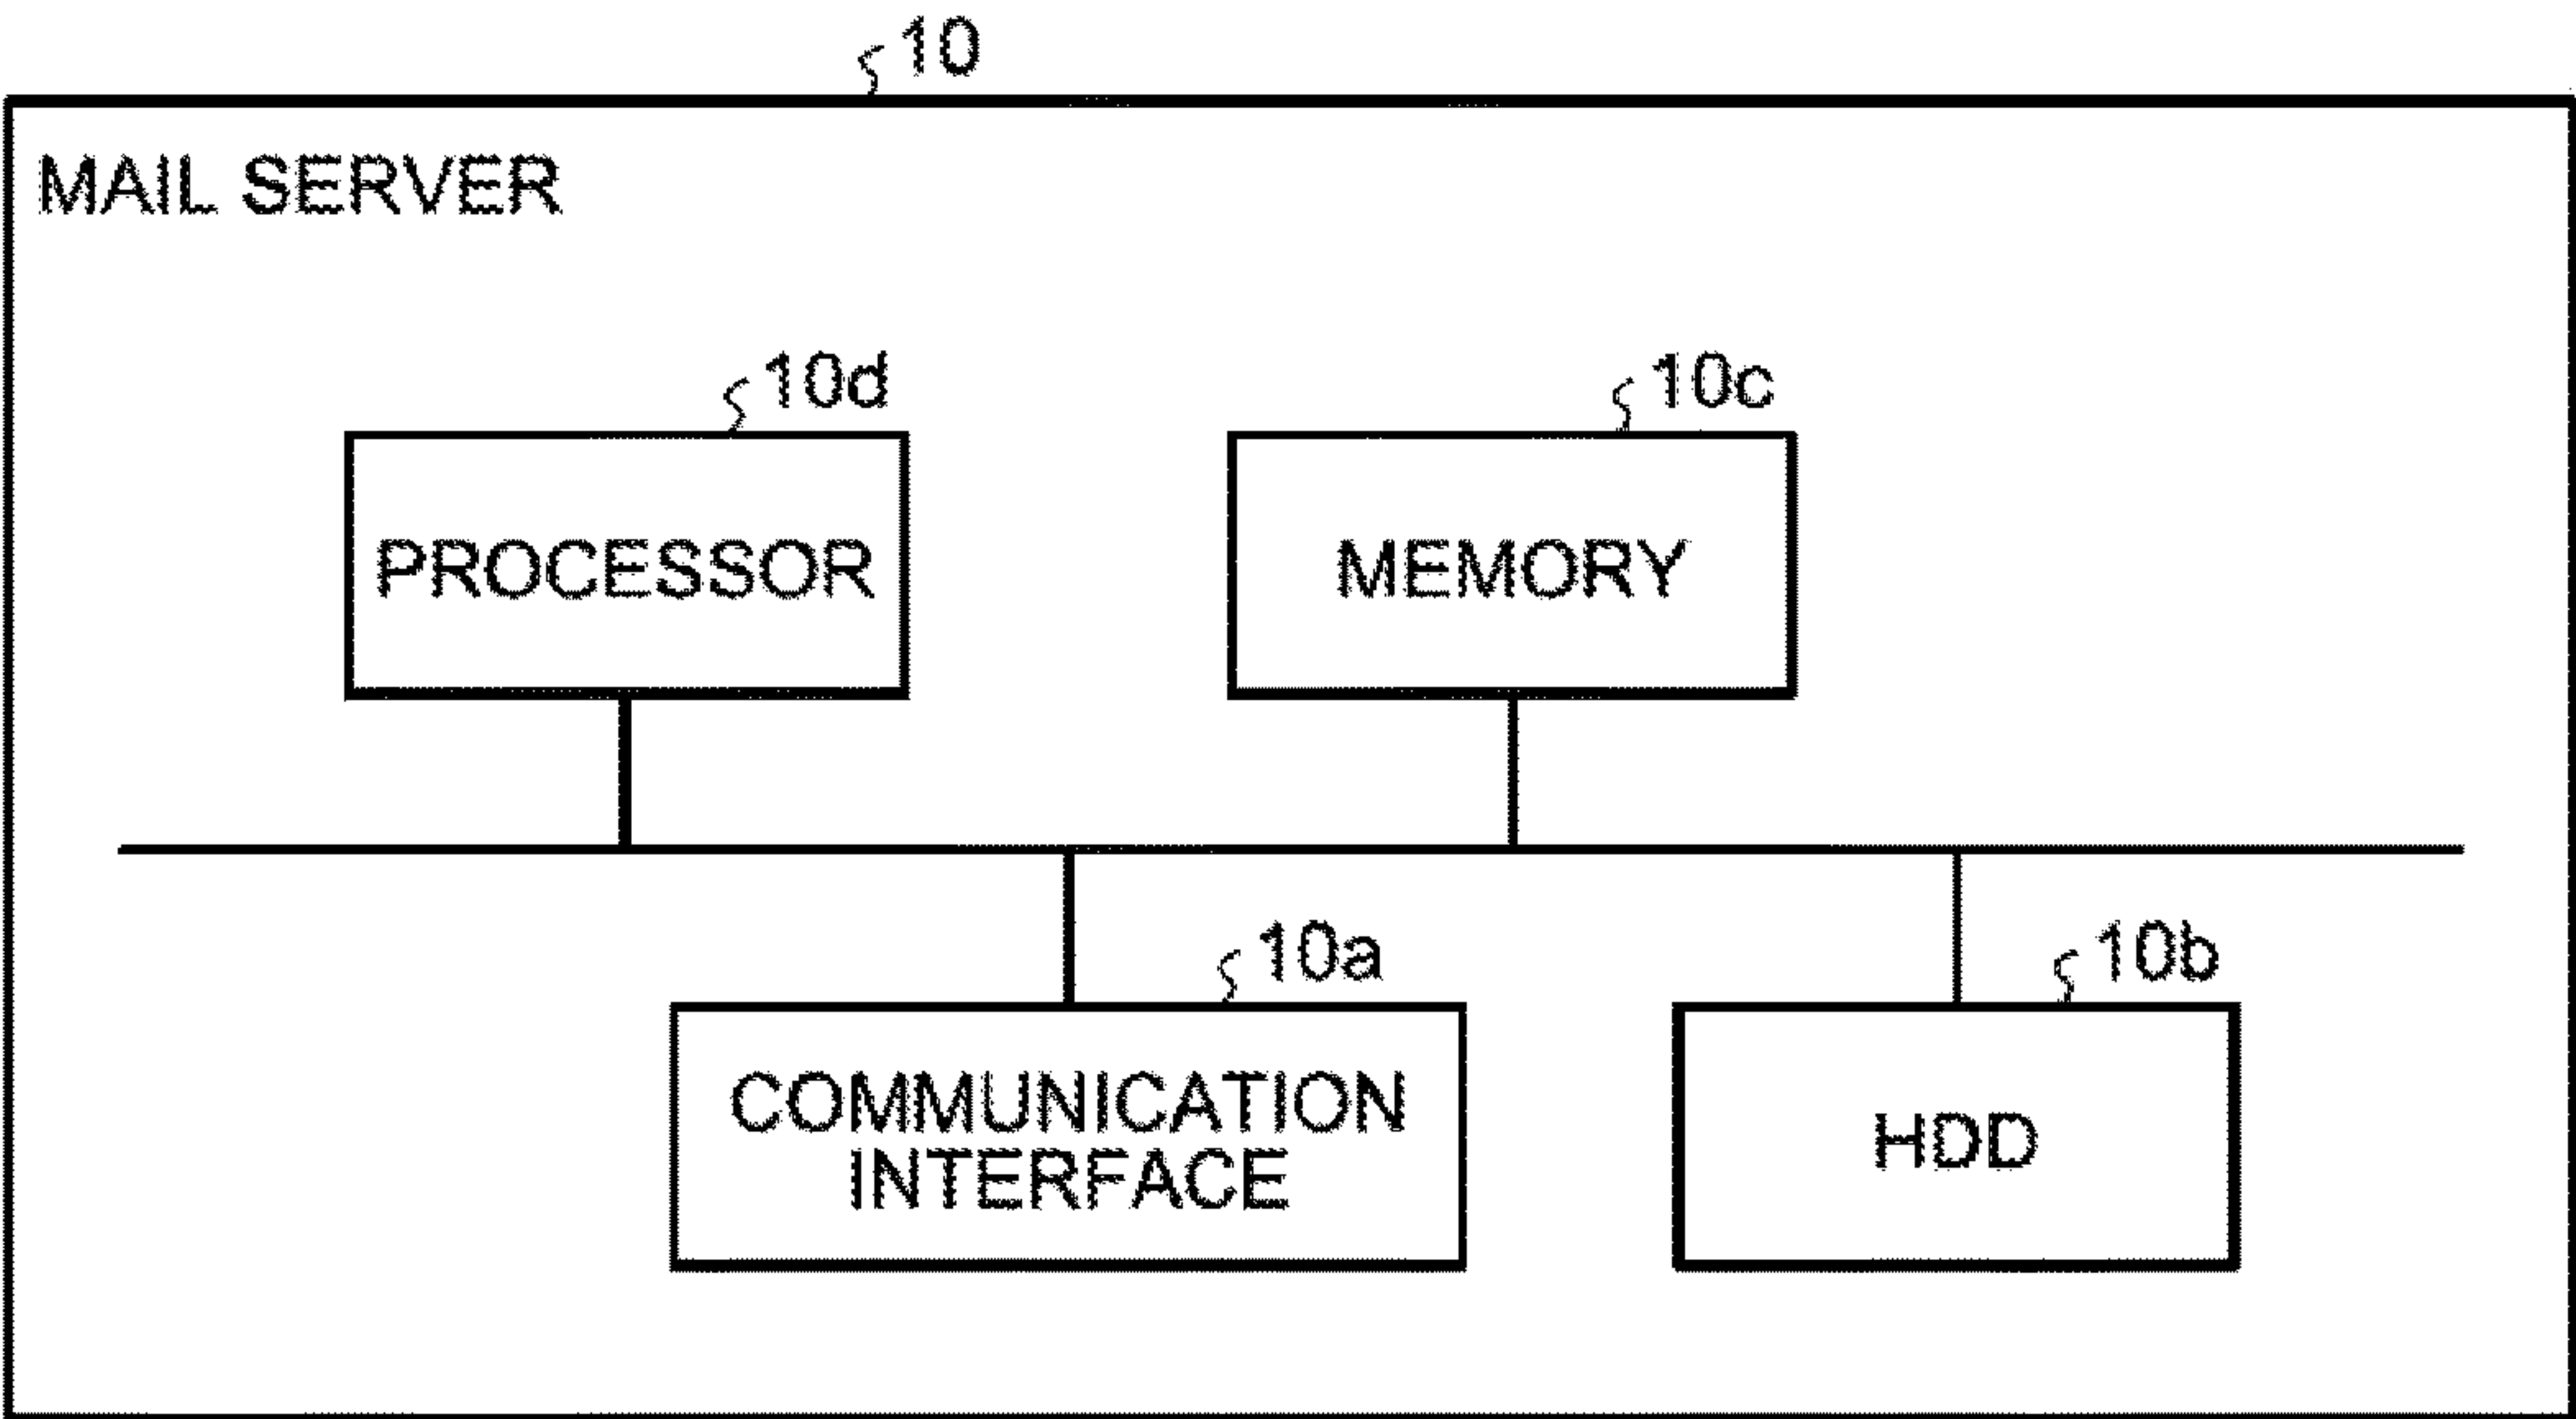 10
MAIL SERVER
10d
10c
PROCESSOR
MEMORY
10a
10b
COMMUNICATION
INTERFACE
HDD